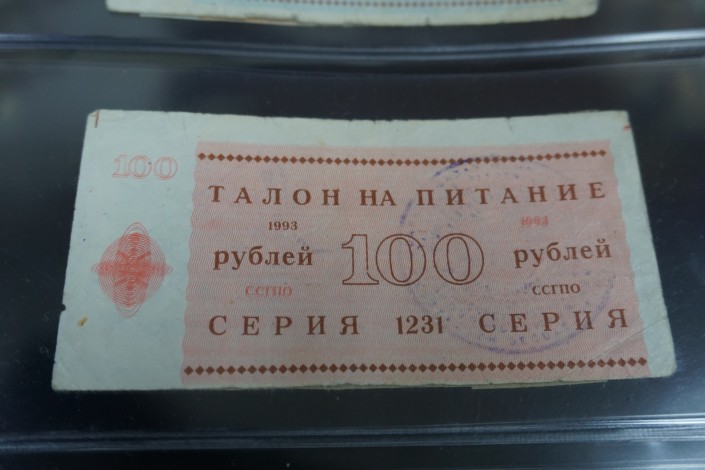 100
ТАЛОН НА ПИТАНИЕ
1993 1993
рублей 100 рублей
ССГПО ССГПО
СЕРИЯ 1231 СЕРИЯ